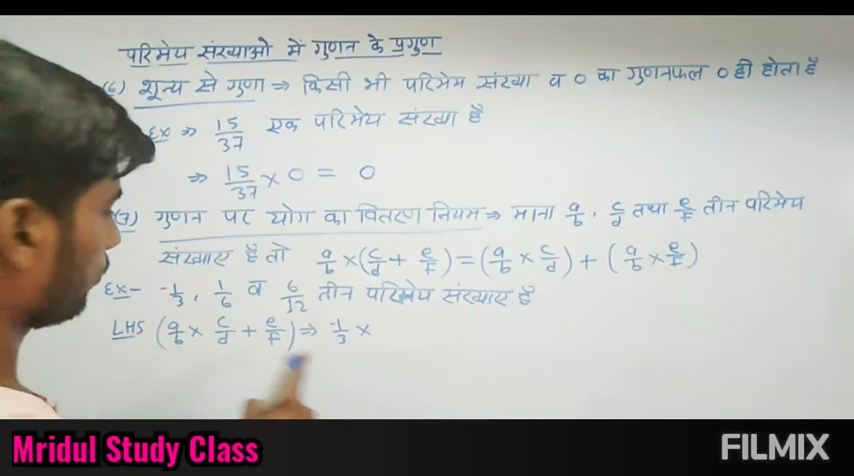 परिमेय संख्याओ में गुणन के प्रगुण
(6) शून्य से गुणा ⇒ किसी भी परिमेय संख्या व 0 का गुणनफल 0 ही होता है
Ex ⇒ 15/37 एक परिमेय संख्या है
⇒ 15/37 × 0 = 0
(7) गुणन पर योग का वितरण नियम ⇒ माना a/b, c/d तथा e/f तीन परिमेय
संख्याए है तो a/b × (c/d + e/f) = (a/b × c/d) + (a/b × e/f)
Ex- -1/3, 1/6 व 6/12 तीन परिमेय संख्याए है
LHS (a/b × c/d + e/f) ⇒ -1/3 ×
Mridul Study Class
FILMIX